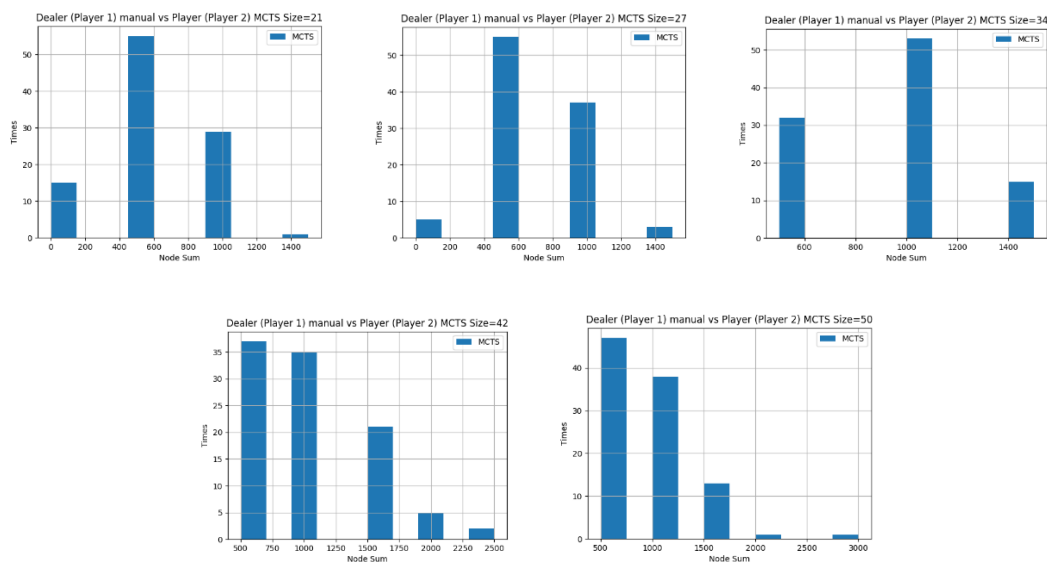 Dealer (Player 1) manual vs Player (Player 2) MCTS Size=21
MCTS
50
40
30
20
10
0
Times
0 200 400 600 800 1000 1200 1400
Node Sum
Dealer (Player 1) manual vs Player (Player 2) MCTS Size=27
MCTS
50
40
30
20
10
0
Times
0 200 400 600 800 1000 1200 1400
Node Sum
Dealer (Player 1) manual vs Player (Player 2) MCTS Size=34
MCTS
50
40
30
20
10
0
Times
600 800 1000 1200 1400
Node Sum
Dealer (Player 1) manual vs Player (Player 2) MCTS Size=42
MCTS
35
30
25
20
15
10
5
0
Times
500 750 1000 1250 1500 1750 2000 2250 2500
Node Sum
Dealer (Player 1) manual vs Player (Player 2) MCTS Size=50
MCTS
40
30
20
10
0
Times
500 1000 1500 2000 2500 3000
Node Sum